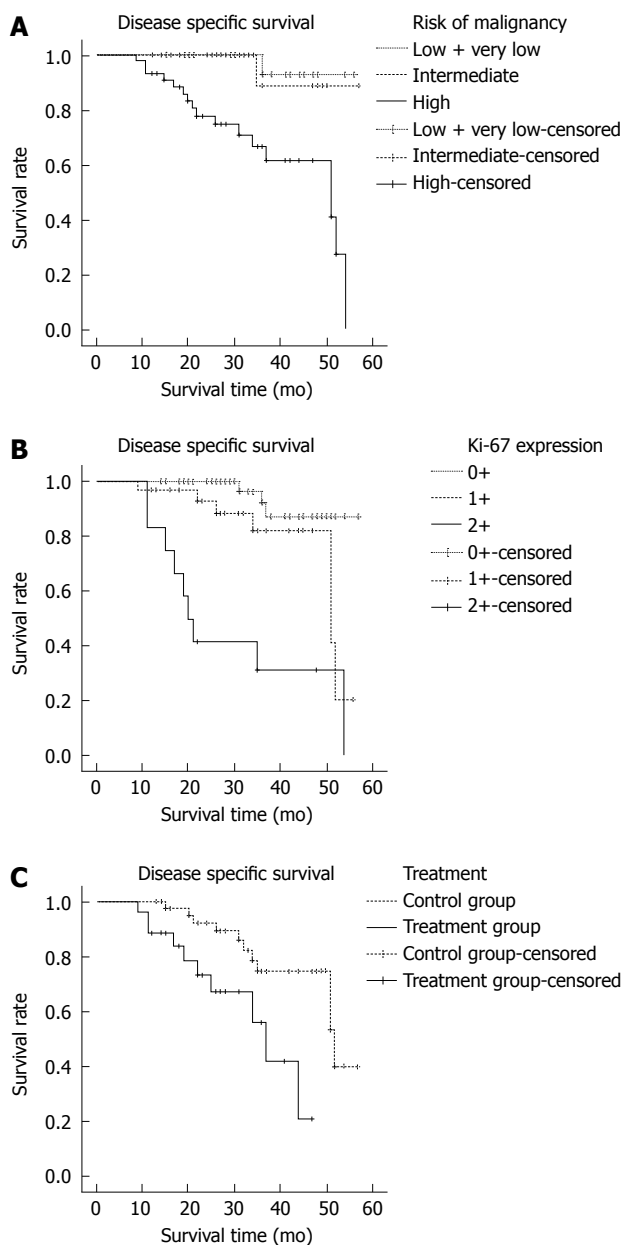 A
Disease specific survival
Survival rate
1.0
0.8
0.6
0.4
0.2
0.0
0 10 20 30 40 50 60
Survival time (mo)
Risk of malignancy
Low + very low
Intermediate
High
Low + very low-censored
Intermediate-censored
High-censored
B
Disease specific survival
Survival rate
1.0
0.8
0.6
0.4
0.2
0.0
0 10 20 30 40 50 60
Survival time (mo)
Ki-67 expression
0+
1+
2+
0+-censored
1+-censored
2+-censored
C
Disease specific survival
Survival rate
1.0
0.8
0.6
0.4
0.2
0.0
0 10 20 30 40 50 60
Survival time (mo)
Treatment
Control group
Treatment group
Control group-censored
Treatment group-censored